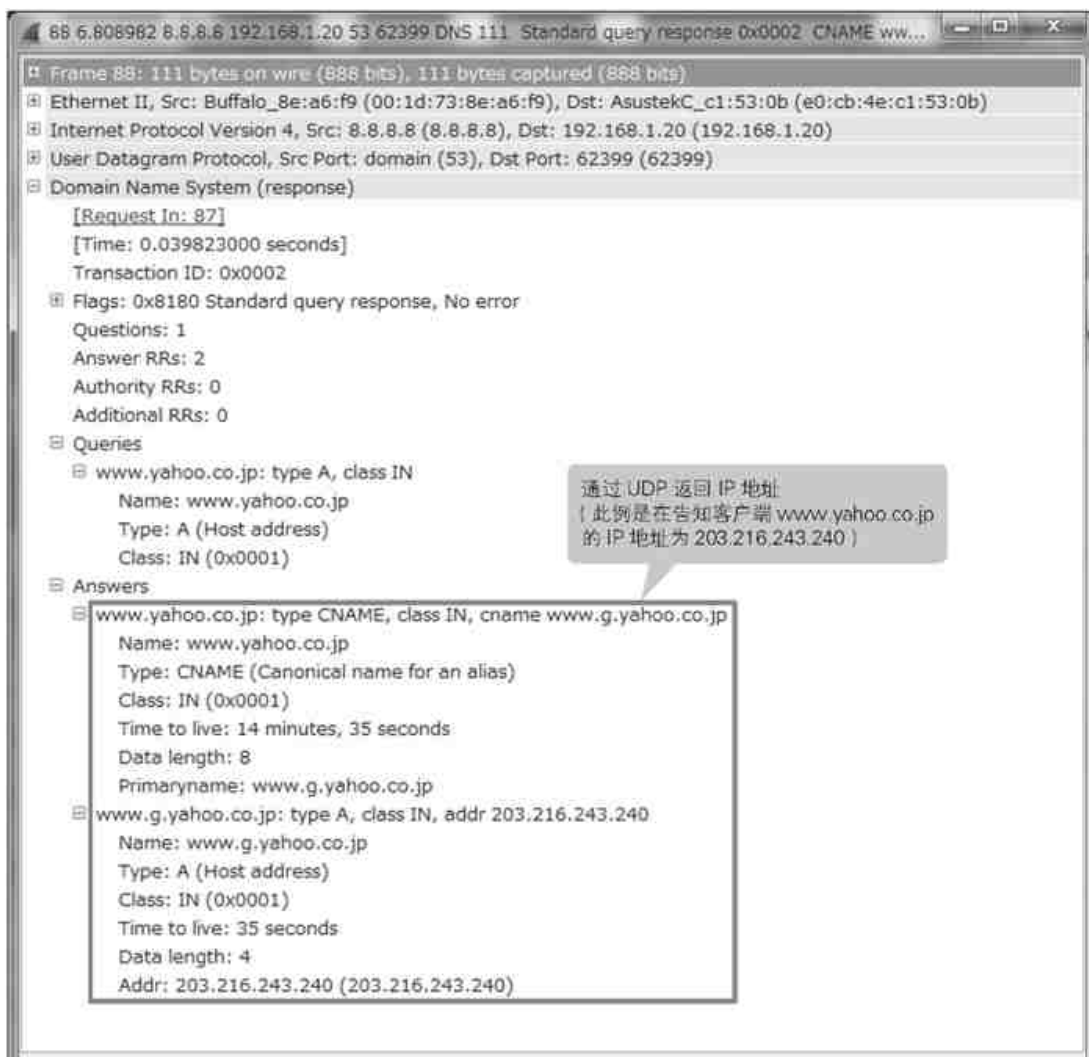 88 6.808982 8.8.8.8 192.168.1.20 53 62399 DNS 111 Standard query response 0x0002 CNAME ww...
Frame 88: 111 bytes on wire (888 bits), 111 bytes captured (888 bits)
Ethernet II, Src: Buffalo_8e:a6:f9 (00:1d:73:8e:a6:f9), Dst: AsustekC_c1:53:0b (e0:cb:4e:c1:53:0b)
Internet Protocol Version 4, Src: 8.8.8.8 (8.8.8.8), Dst: 192.168.1.20 (192.168.1.20)
User Datagram Protocol, Src Port: domain (53), Dst Port: 62399 (62399)
Domain Name System (response)
[Request In: 87]
[Time: 0.039823000 seconds]
Transaction ID: 0x0002
Flags: 0x8180 Standard query response, No error
Questions: 1
Answer RRs: 2
Authority RRs: 0
Additional RRs: 0
Queries
www.yahoo.co.jp: type A, class IN
Name: www.yahoo.co.jp
Type: A (Host address)
Class: IN (0x0001)
通过 UDP 返回 IP 地址
(此例是在告知客户端 www.yahoo.co.jp
的 IP 地址为 203.216.243.240)
Answers
www.yahoo.co.jp: type CNAME, class IN, cname www.g.yahoo.co.jp
Name: www.yahoo.co.jp
Type: CNAME (Canonical name for an alias)
Class: IN (0x0001)
Time to live: 14 minutes, 35 seconds
Data length: 8
Primaryname: www.g.yahoo.co.jp
www.g.yahoo.co.jp: type A, class IN, addr 203.216.243.240
Name: www.g.yahoo.co.jp
Type: A (Host address)
Class: IN (0x0001)
Time to live: 35 seconds
Data length: 4
Addr: 203.216.243.240 (203.216.243.240)